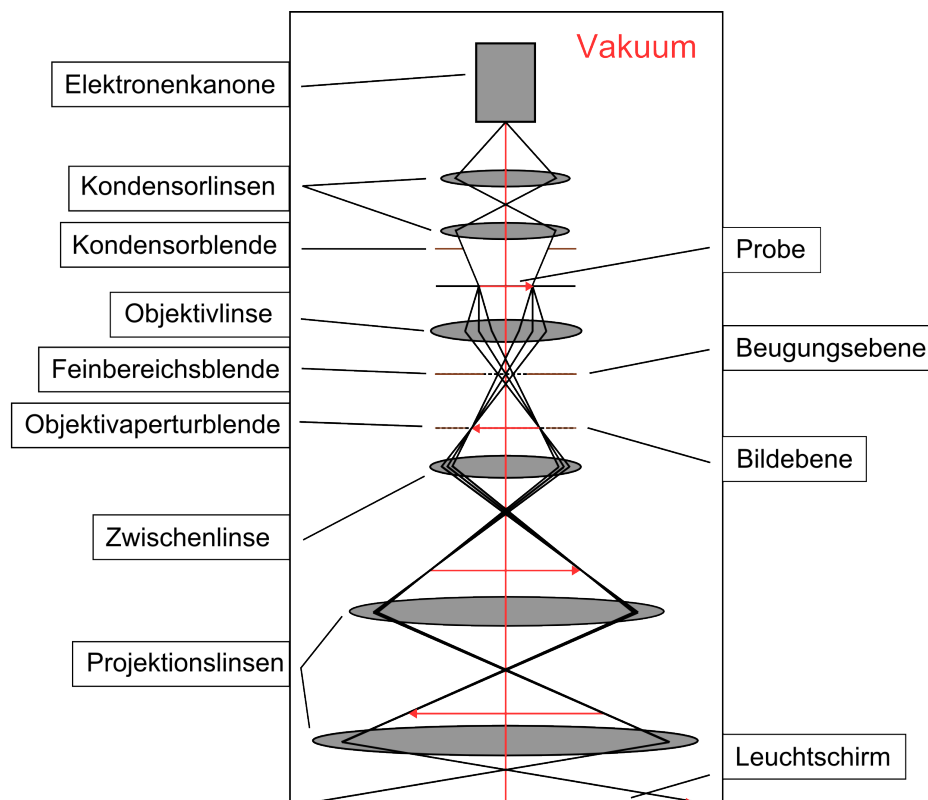 Vakuum
Elektronenkanone
Kondensorlinsen
Kondensorblende
Probe
Objektivlinse
Beugungsebene
Feinbereichsblende
Objektivaperturblende
Bildebene
Zwischenlinse
Projektionslinsen
Leuchtschirm